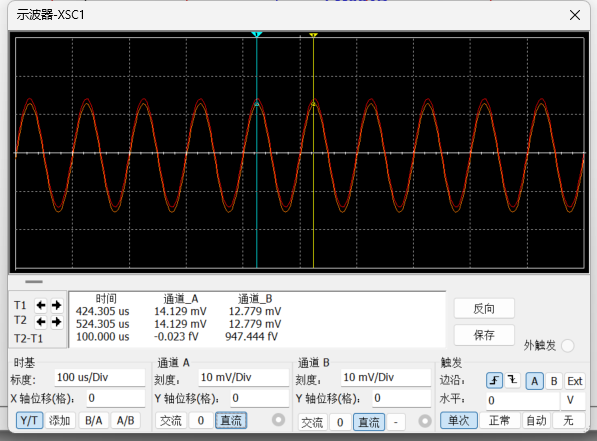 示波器-XSC1
时间 通道_A 通道_B
T1 424.305 us 14.129 mV 12.779 mV
T2 524.305 us 14.129 mV 12.779 mV
T2-T1 100.000 us -0.023 fV 947.444 fV
反向
保存
外触发
时基
标度: 100 us/Div
X 轴位移(格): 0
Y/T 添加 B/A A/B
通道 A
刻度: 10 mV/Div
Y 轴位移(格): 0
交流 0 直流
通道 B
刻度: 10 mV/Div
Y 轴位移(格): 0
交流 0 直流 -
触发
边沿: A B Ext
水平: 0 V
单次 正常 自动 无